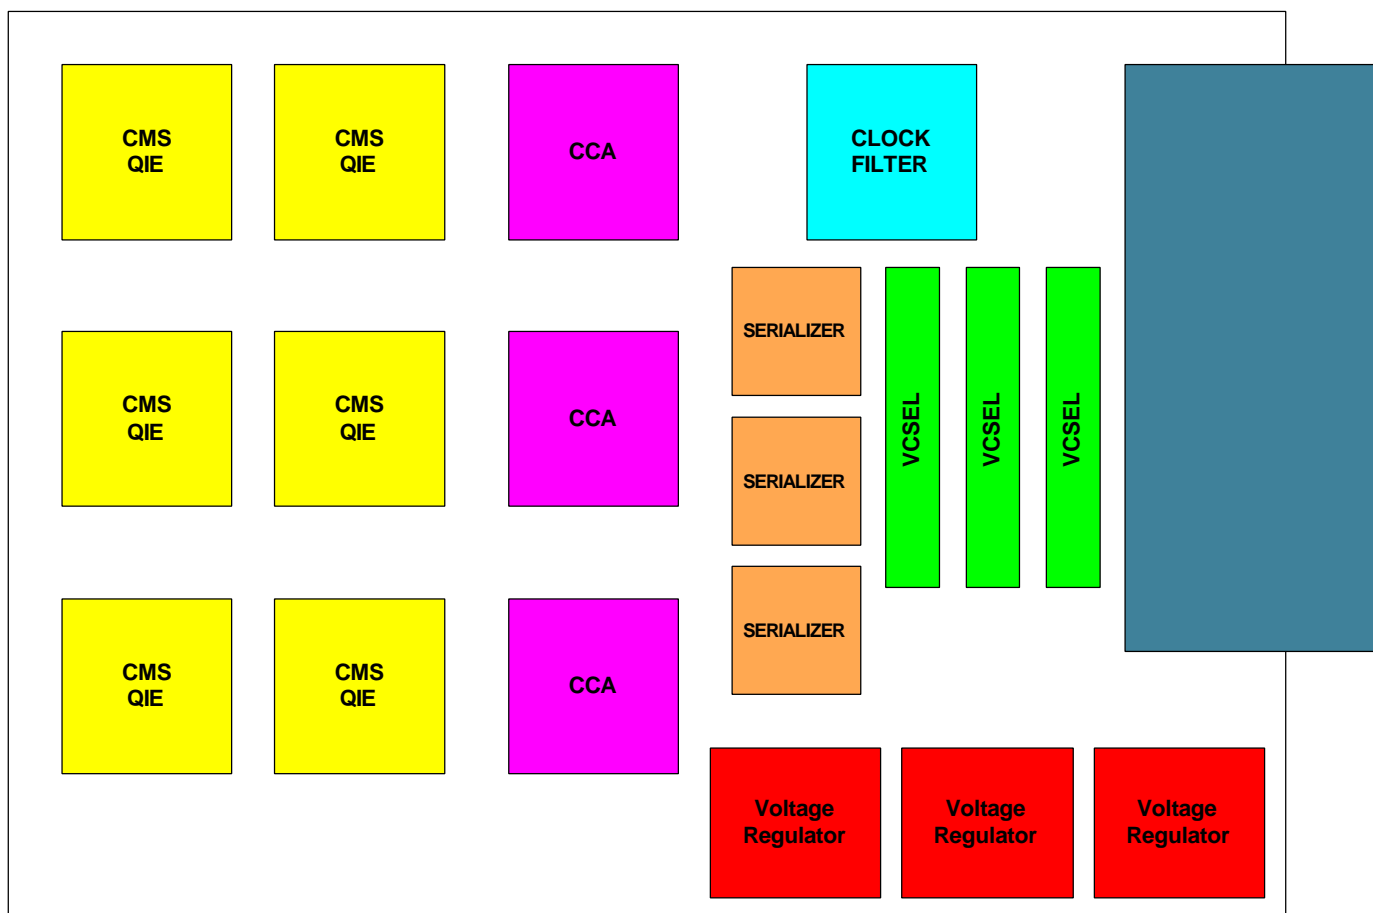 CMS
QIE
CMS
QIE
CCA
CLOCK
FILTER
SERIALIZER
VCSEL
VCSEL
VCSEL
CMS
QIE
CMS
QIE
CCA
SERIALIZER
CMS
QIE
CMS
QIE
CCA
SERIALIZER
Voltage
Regulator
Voltage
Regulator
Voltage
Regulator